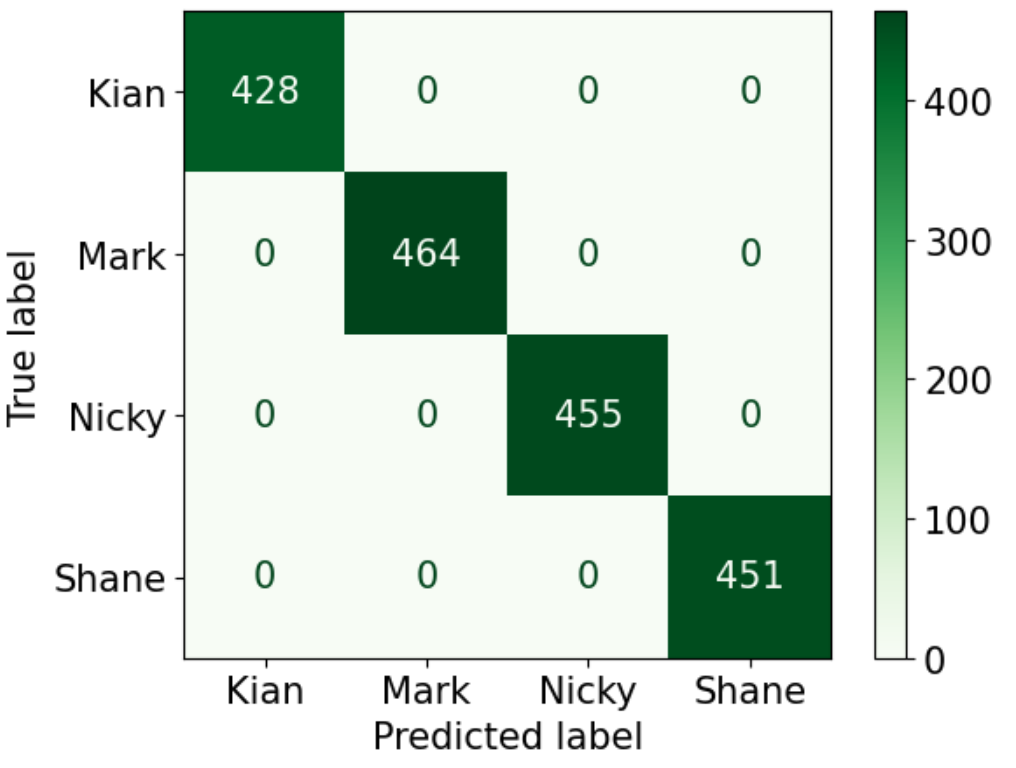 Kian 428 0 0 0
Mark 0 464 0 0
Nicky 0 0 455 0
Shane 0 0 0 451
Kian Mark Nicky Shane
Predicted label
True label
400
300
200
100
0